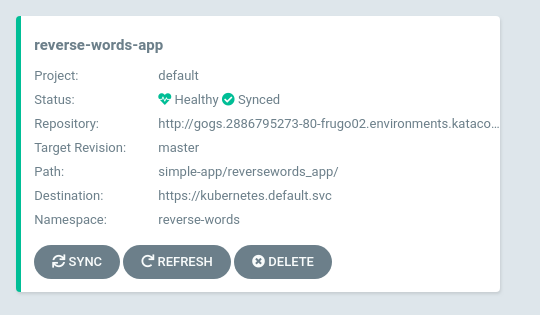 reverse-words-app
Project: default
Status: Healthy Synced
Repository: http://gogs.2886795273-80-frugo02.environments.kataco...
Target Revision: master
Path: simple-app/reversewords_app/
Destination: https://kubernetes.default.svc
Namespace: reverse-words
SYNC REFRESH DELETE